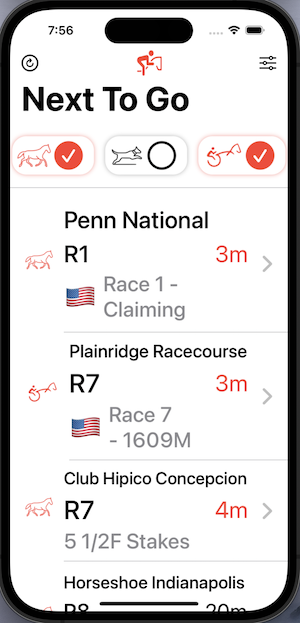 7:56
Next To Go
Penn National
R1 3m
Race 1 -
Claiming
Plainridge Racecourse
R7 3m
Race 7
- 1609M
Club Hipico Concepcion
R7 4m
5 1/2F Stakes
Horseshoe Indianapolis
R8 20m